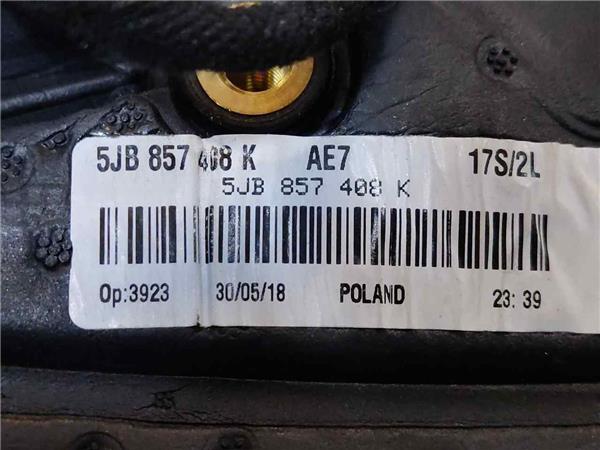 5JB 857 408 K AE7 17S/2L
5JB 857 408 K
Op:3923 30/05/18 POLAND 23: 39